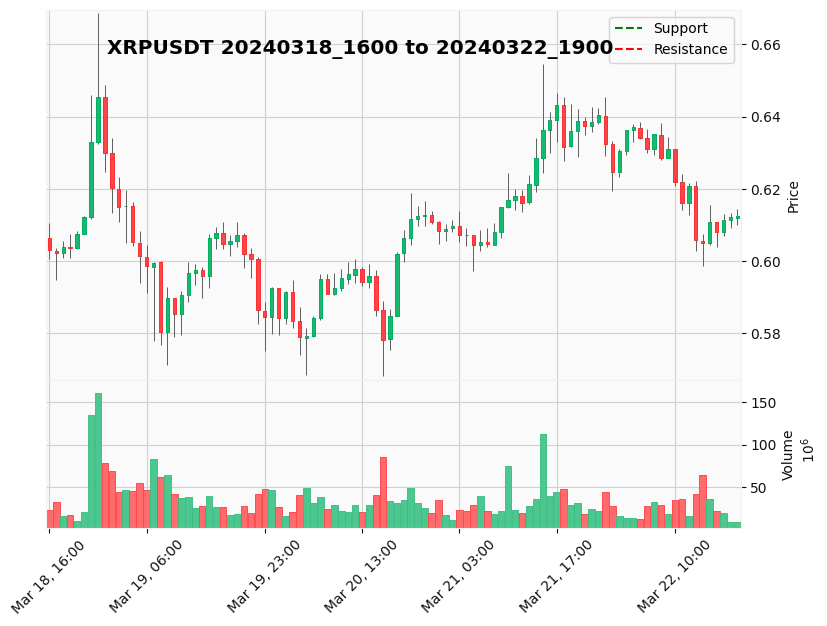 XRPUSDT 20240318_1600 to 20240322_1900
Support
Resistance
0.66
0.64
0.62
0.60
0.58
Price
150
100
50
Volume
10^6
Mar 18, 16:00
Mar 19, 06:00
Mar 19, 23:00
Mar 20, 13:00
Mar 21, 03:00
Mar 21, 17:00
Mar 22, 10:00